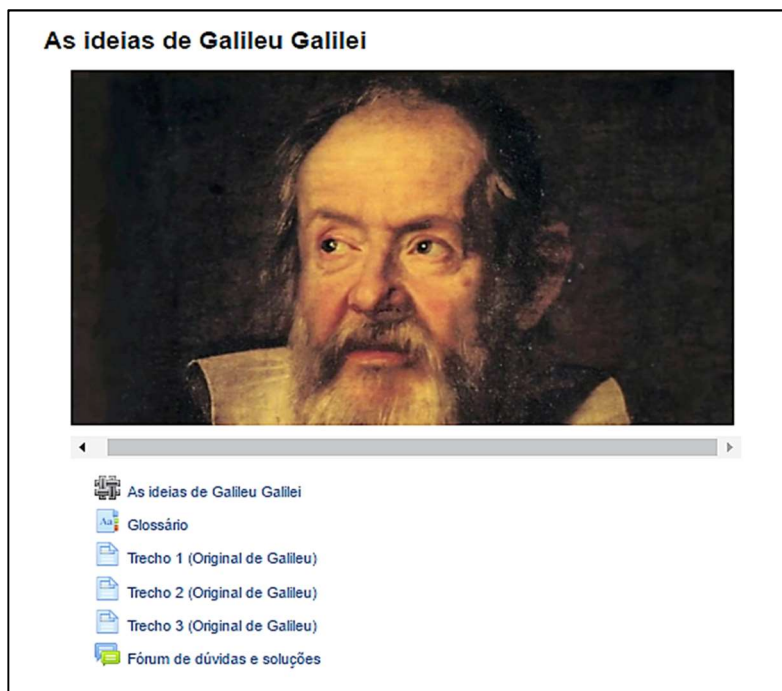 As ideias de Galileu Galilei
As ideias de Galileu Galilei
Glossário
Trecho 1 (Original de Galileu)
Trecho 2 (Original de Galileu)
Trecho 3 (Original de Galileu)
Fórum de dúvidas e soluções